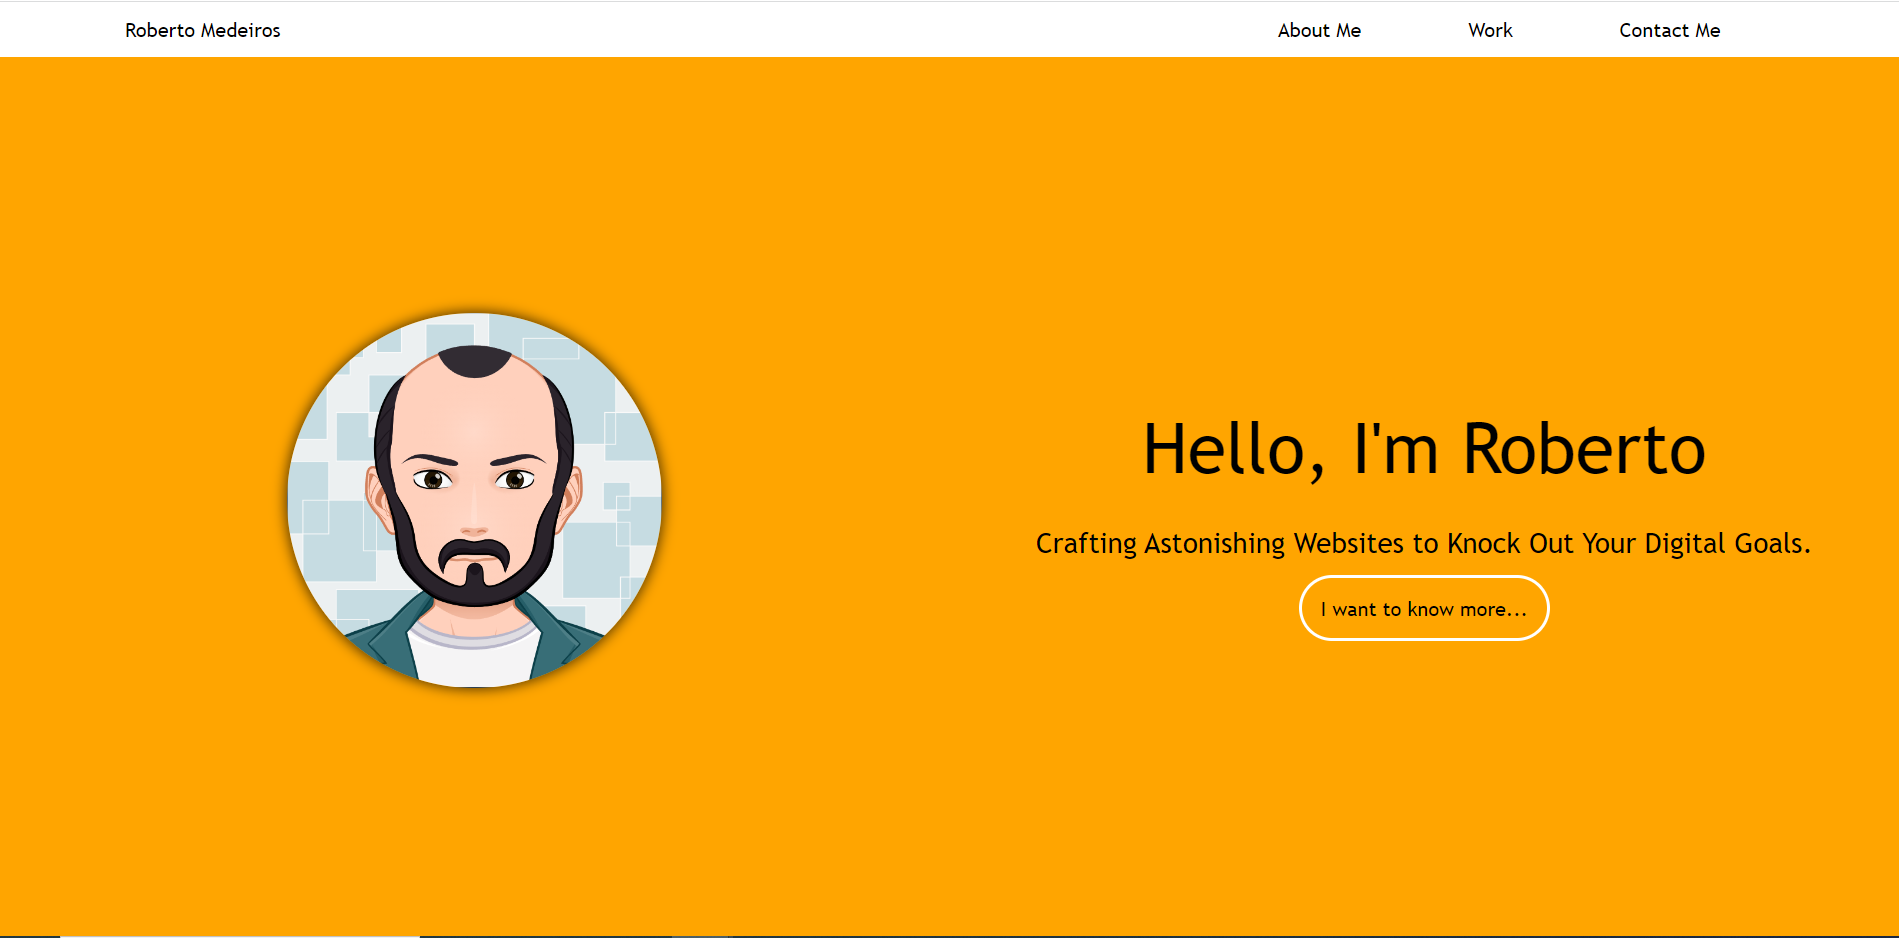 Roberto Medeiros
About Me
Work
Contact Me
Hello, I'm Roberto
Crafting Astonishing Websites to Knock Out Your Digital Goals.
I want to know more...